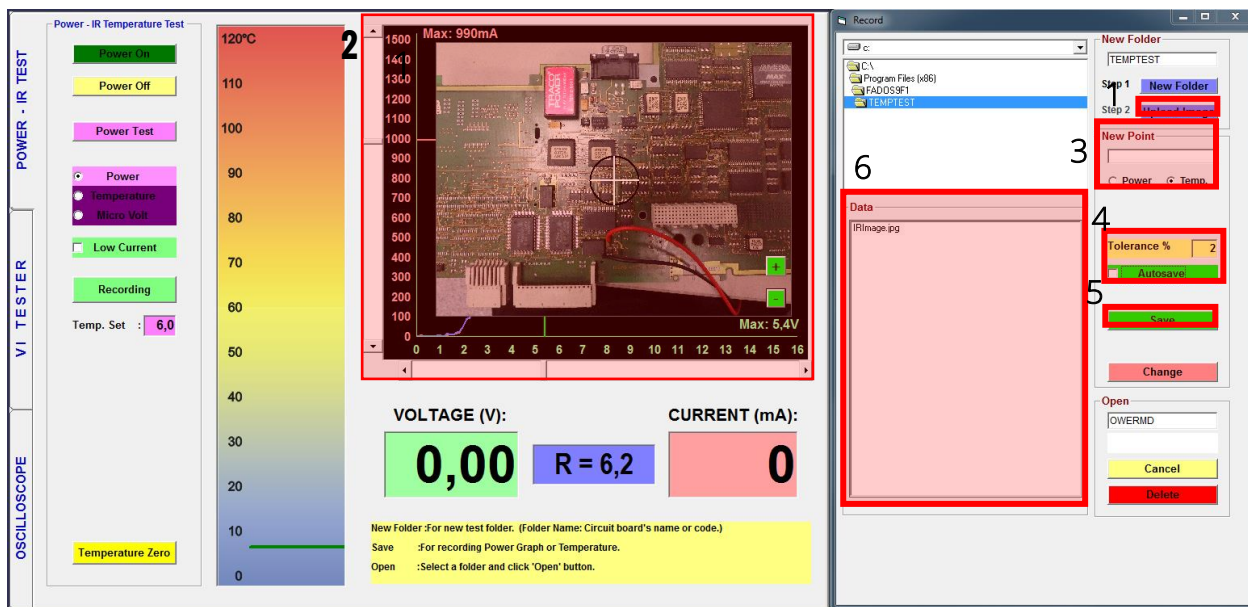 Power - IR Temperature Test
POWER - IR TEST
VI TESTER
OSCILLOSCOPE
Power On
Power Off
Power Test
Power
Temperature
Micro Volt
Low Current
Recording
Temp. Set : 6,0
Temperature Zero
120°C
110
100
90
80
70
60
50
40
30
20
10
0
2
Max: 990mA
1500
1300
1200
1100
1000
900
800
700
600
500
400
300
200
100
0
TRACO
POWER
MAX
+
-
Max: 5,4V
0 1 2 3 4 5 6 7 8 9 10 11 12 13 14 15 16
VOLTAGE (V):
0,00
R = 6,2
CURRENT (mA):
0
New Folder :For new test folder. (Folder Name: Circuit board's name or code.)
Save :For recording Power Graph or Temperature.
Open :Select a folder and click 'Open' button.
Record
c:
C:\
Program Files (x86)
FADOS9F1
TEMPTEST
6
Data
IRImage.jpg
New Folder
TEMPTEST
Step 1 New Folder
1
Step 2 Upload Image
3
New Point
Power Temp.
4
Tolerance % 2
Autosave
5
Save
Change
Open
OWERMD
Cancel
Delete